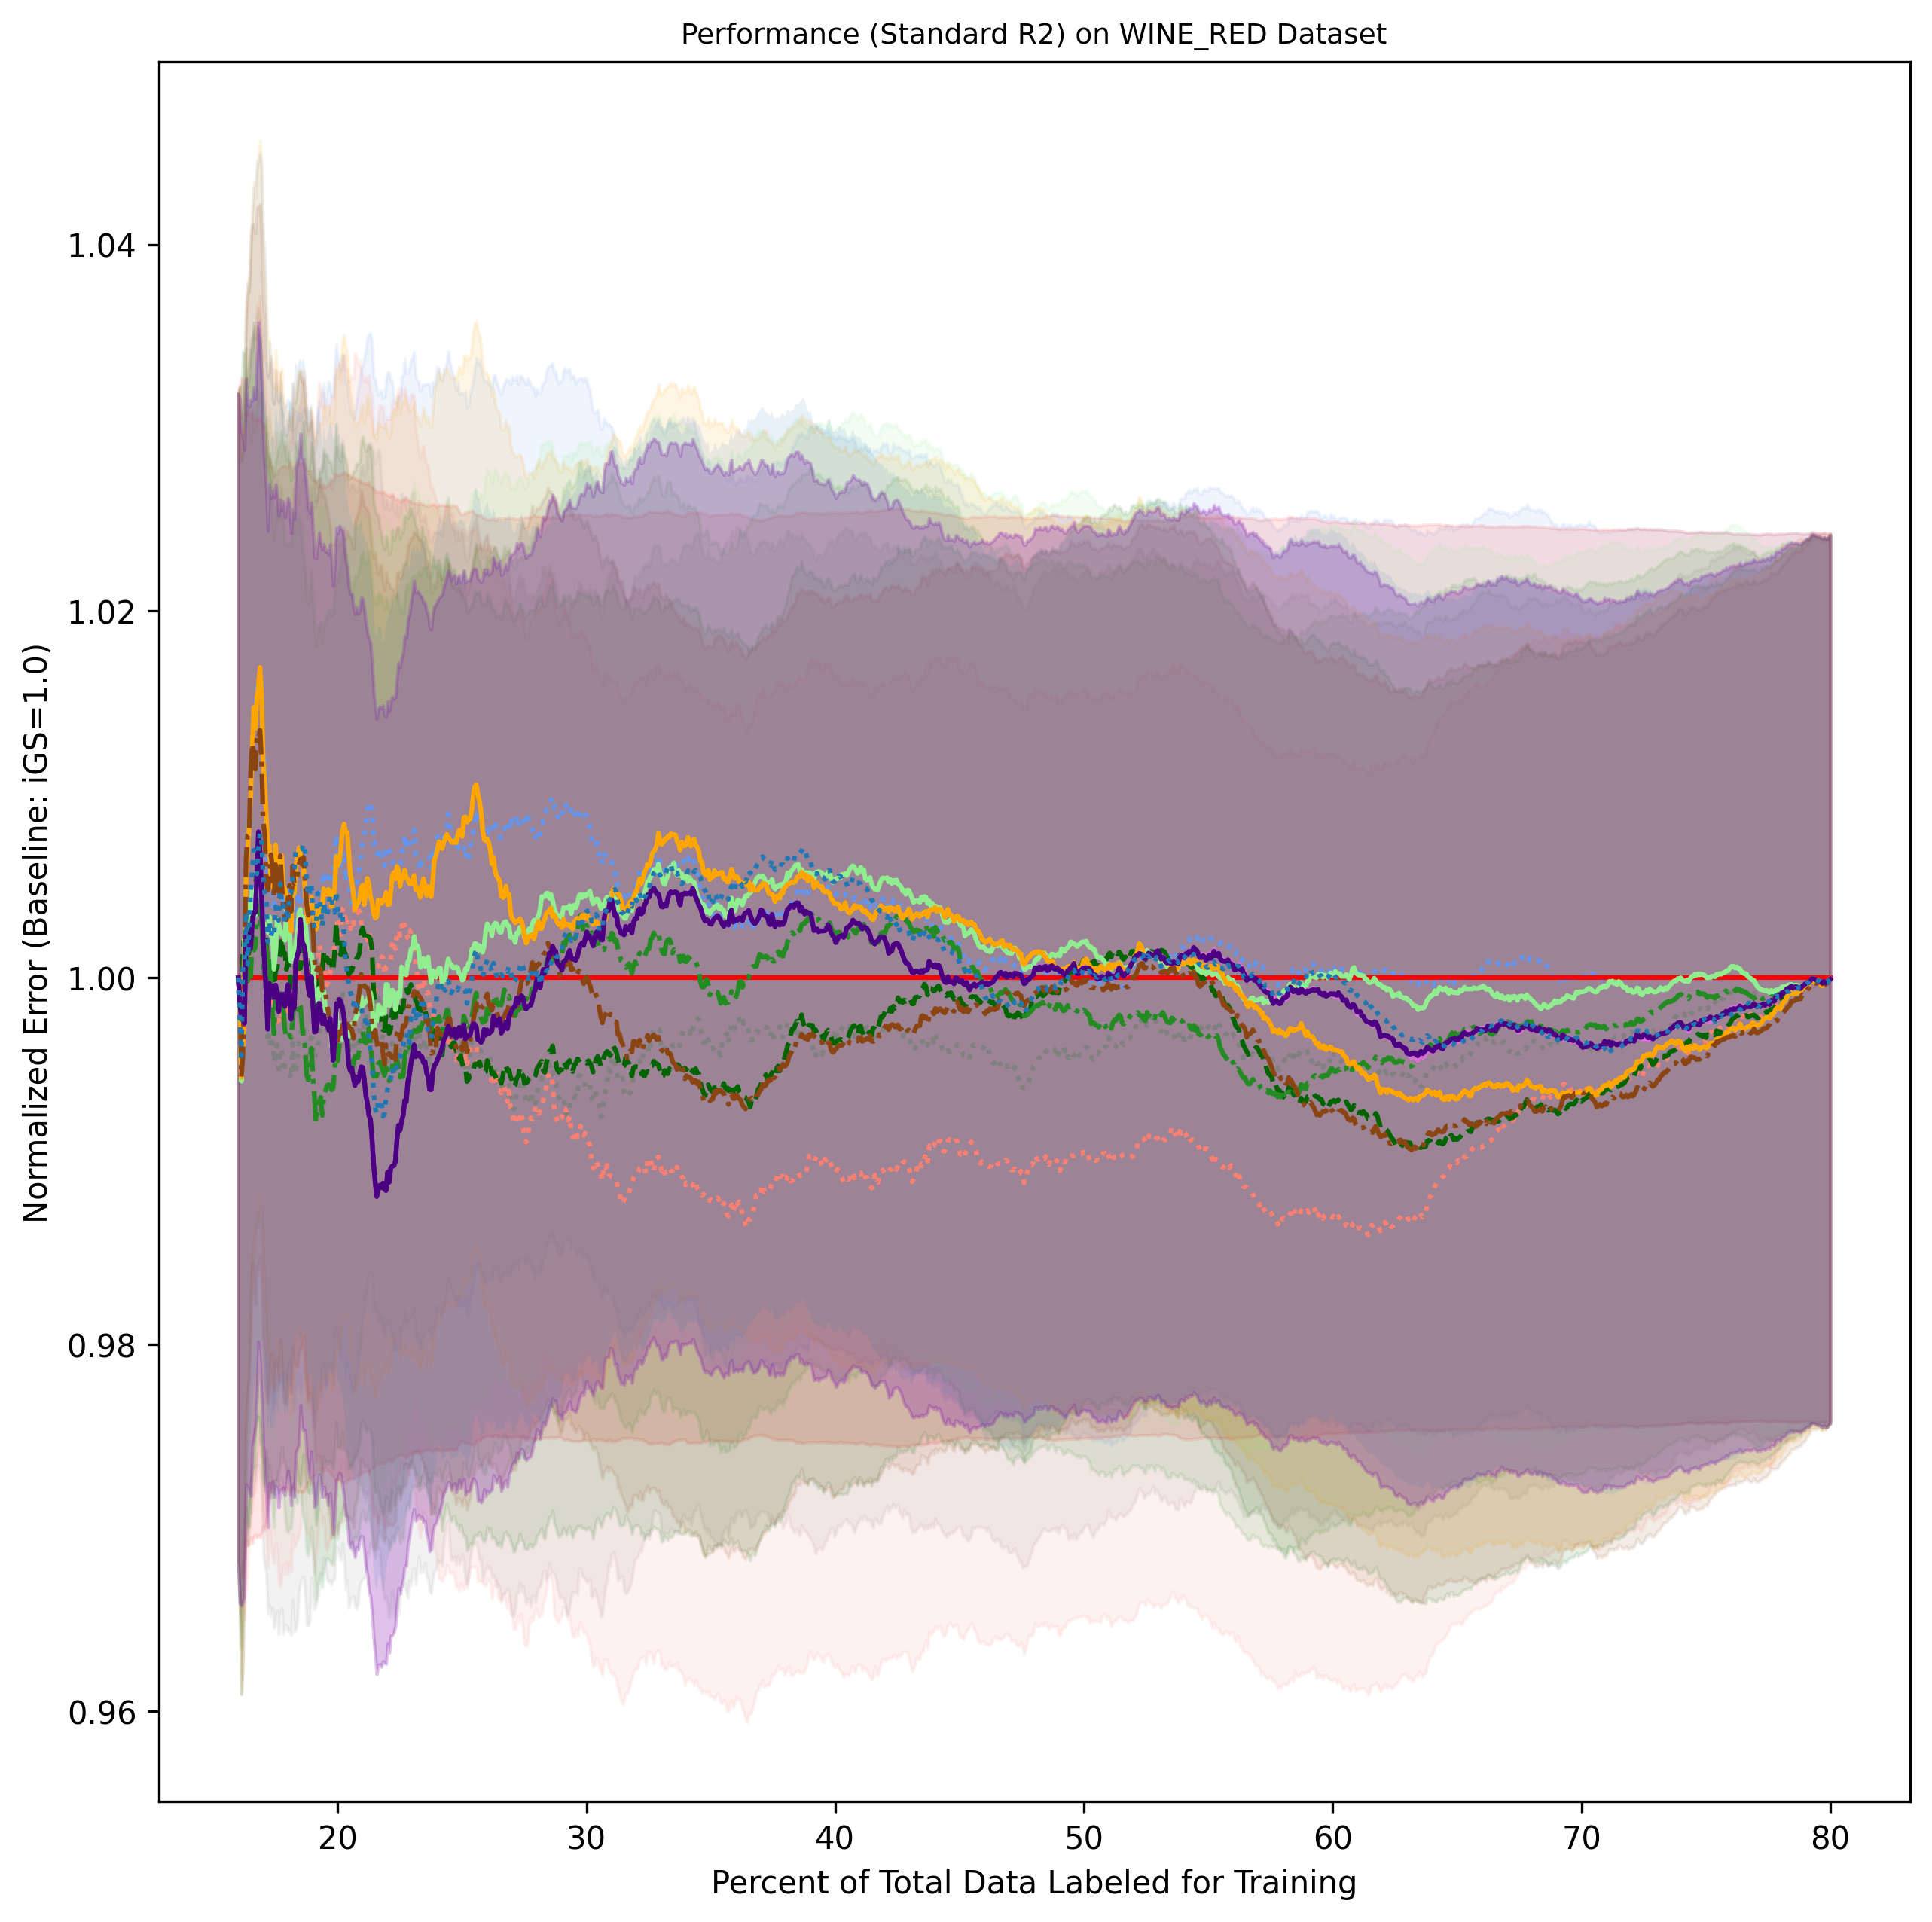 Performance (Standard R2) on WINE_RED Dataset
Normalized Error (Baseline: iGS=1.0)
1.04
1.02
1.00
0.98
0.96
20 30 40 50 60 70 80
Percent of Total Data Labeled for Training